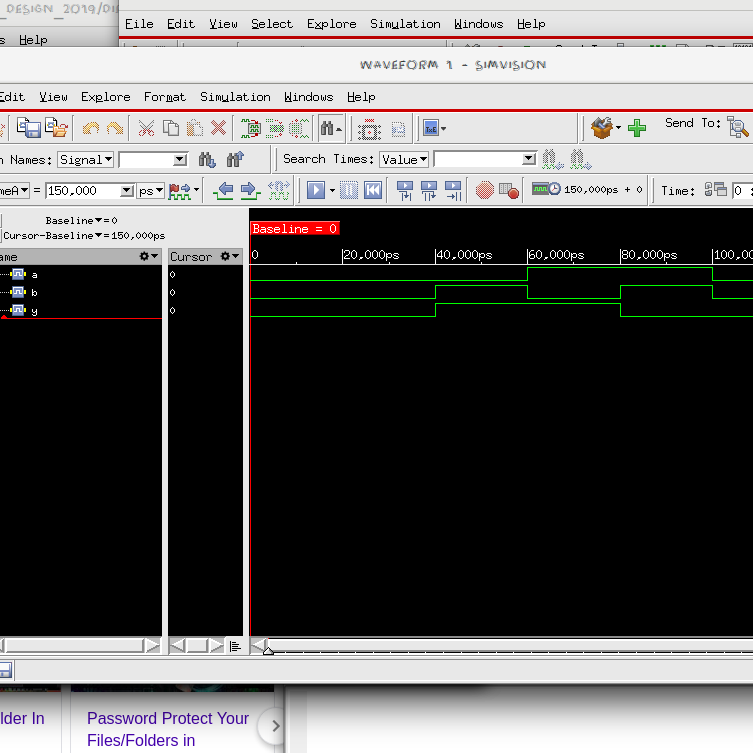 DESIGN_2019/DI
s Help
File Edit View Select Explore Simulation Windows Help
WAVEFORM 1 - SIMVISION
Edit View Explore Format Simulation Windows Help
Send To:
Names: Signal
Search Times: Value
meA = 150,000 ps
150,000ps + 0
Time: 0
Baseline = 0
Cursor-Baseline = 150,000ps
Baseline = 0
ame
Cursor
0 20,000ps 40,000ps 60,000ps 80,000ps 100,00
a 0
b 0
y 0
lder In
Password Protect Your
Files/Folders in